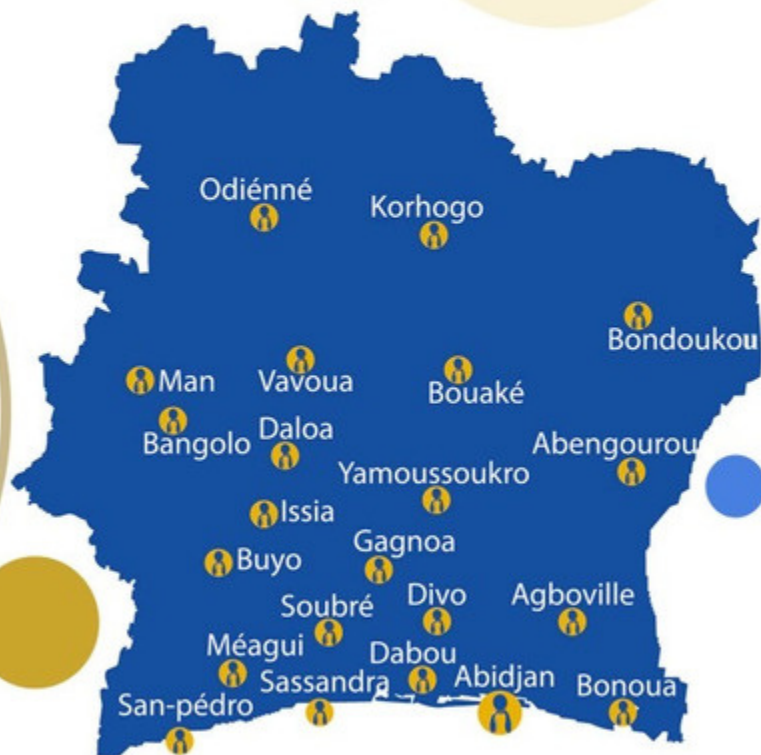 Odiénné
Korhogo
Bondoukou
Man
Vavoua
Bouaké
Bangolo
Daloa
Abengourou
Yamoussoukro
Issia
Gagnoa
Buyo
Soubré
Divo
Agboville
Méagui
Dabou
Sassandra
Abidjan
Bonoua
San-pédro